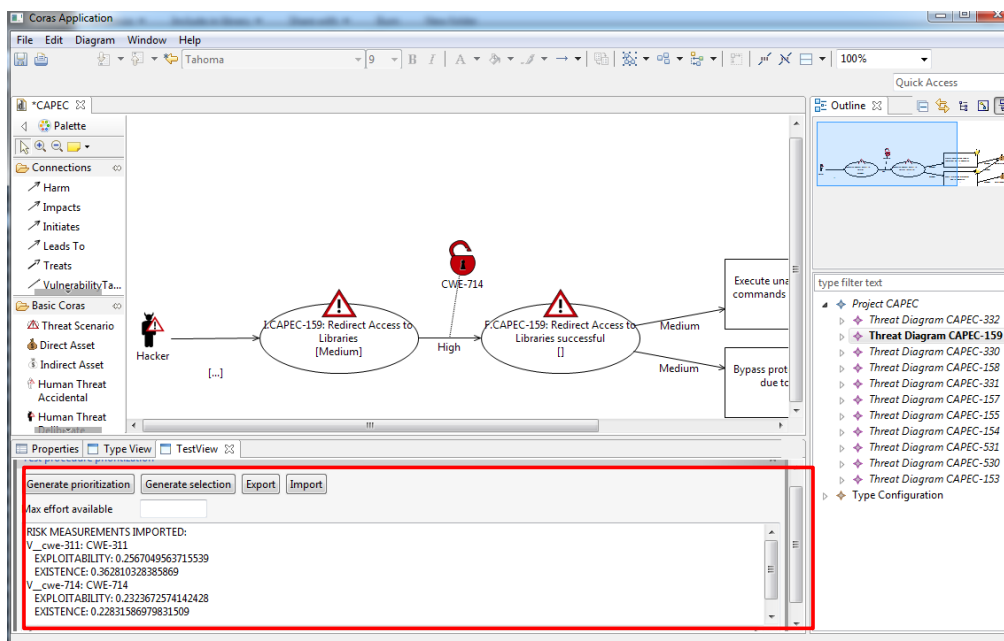 Coras Application
File Edit Diagram Window Help
Tahoma 9 B I A 100%
Quick Access
*CAPEC
Palette
Connections
Harm
Impacts
Initiates
Leads To
Treats
VulnerabilityTa...
Basic Coras
Threat Scenario
Direct Asset
Indirect Asset
Human Threat
Accidental
Human Threat
Deliberate
Hacker
[...]
I.CAPEC-159: Redirect Access to
Libraries
[Medium]
High
CWE-714
F.CAPEC-159: Redirect Access to
Libraries successful
[]
Medium
Medium
Execute una
commands
Bypass prot
due to
Outline
type filter text
Project CAPEC
Threat Diagram CAPEC-332
Threat Diagram CAPEC-159
Threat Diagram CAPEC-330
Threat Diagram CAPEC-158
Threat Diagram CAPEC-331
Threat Diagram CAPEC-157
Threat Diagram CAPEC-155
Threat Diagram CAPEC-154
Threat Diagram CAPEC-531
Threat Diagram CAPEC-530
Threat Diagram CAPEC-153
Type Configuration
Properties Type View TestView
Test procedure prioritization
Generate prioritization Generate selection Export Import
Max effort available
RISK MEASUREMENTS IMPORTED:
V__cwe-311: CWE-311
EXPLOITABILITY: 0.2567049563715539
EXISTENCE: 0.362810328385869
V__cwe-714: CWE-714
EXPLOITABILITY: 0.2323672574142428
EXISTENCE: 0.22831586979831509